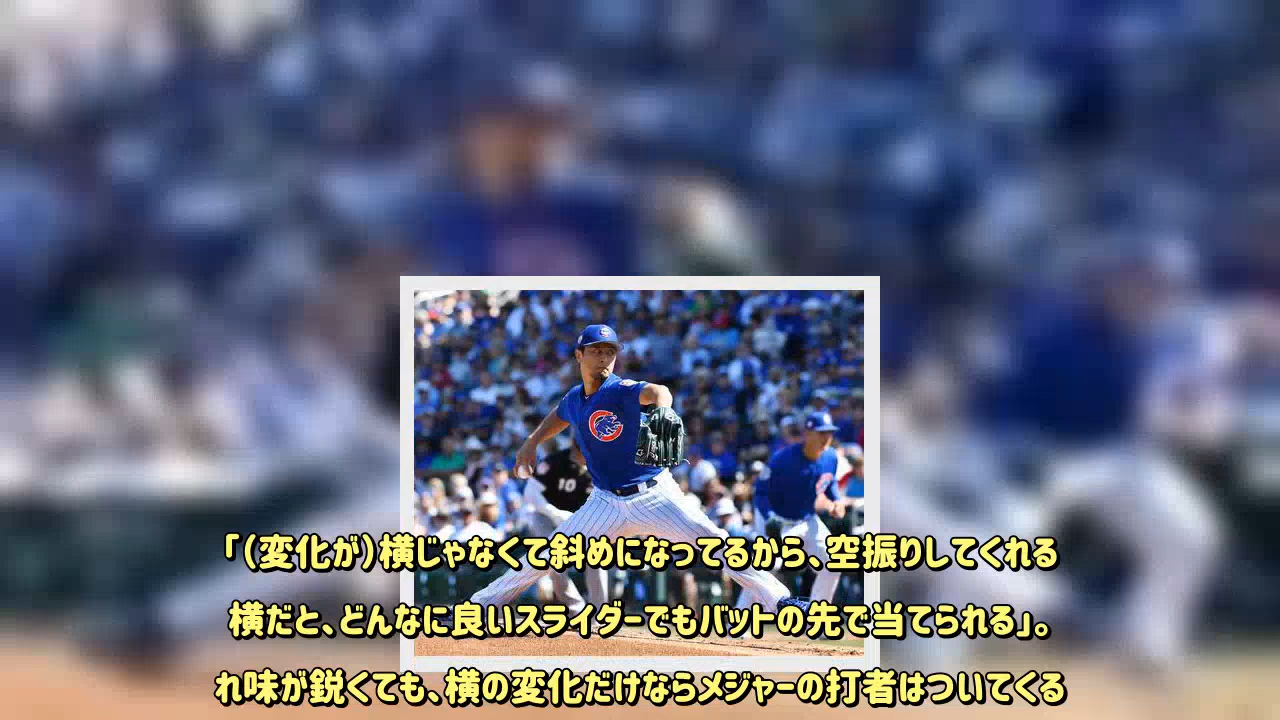 「(変化が)横じゃなくて斜めになってるから、空振りしてくれる
横だと、どんなに良いスライダーでもバットの先で当てられる」。
れ味が鋭くても、横の変化だけならメジャーの打者はついてくる
10